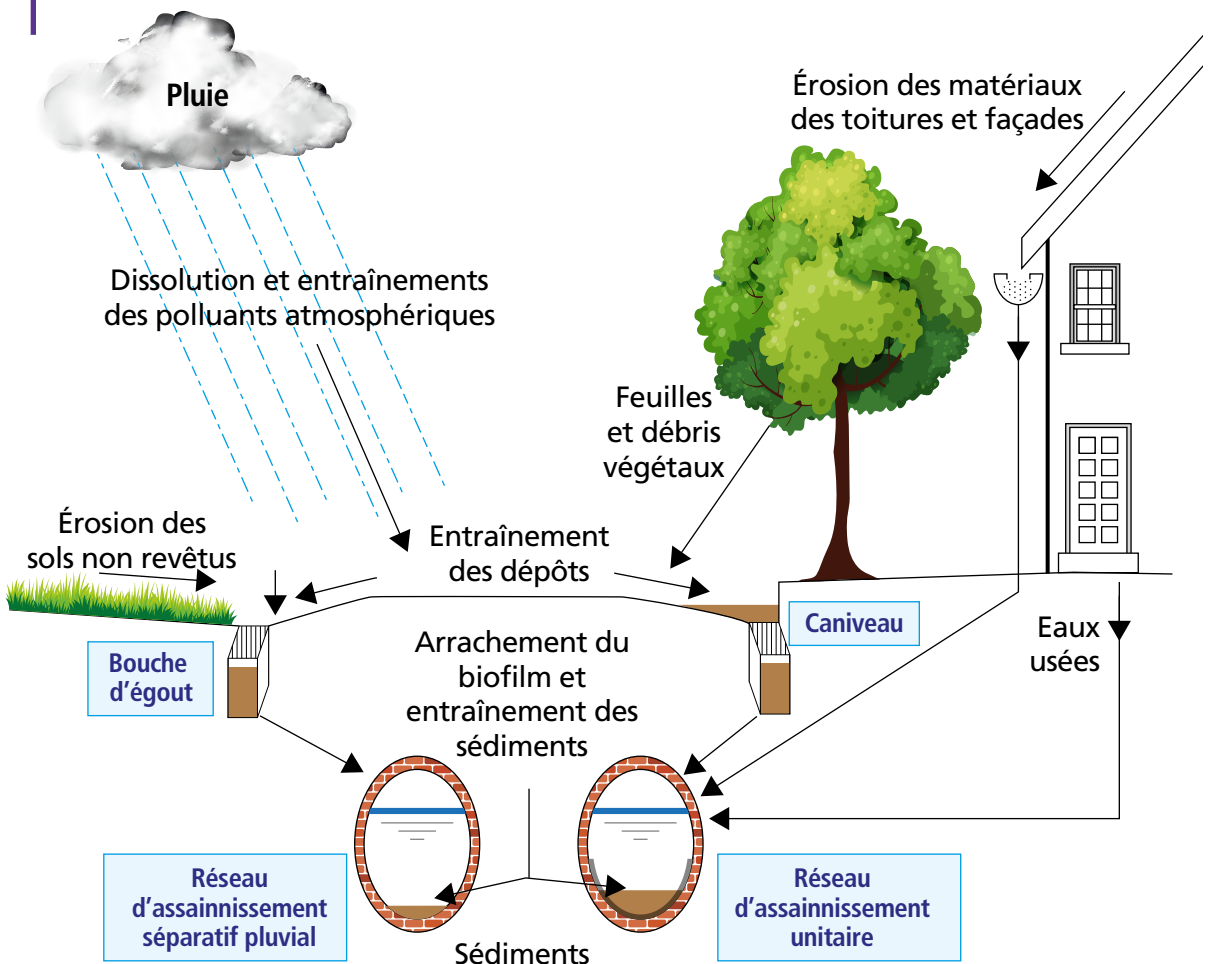 Pluie
Érosion des matériaux
des toitures et façades
Dissolution et entraînements
des polluants atmosphériques
Feuilles
et débris
végétaux
Érosion des
sols non revêtus
Entraînement
des dépôts
Caniveau
Bouche
d'égout
Arrachement du
biofilm et
entraînement des
sédiments
Eaux
usées
Réseau
d'assainnissement
séparatif pluvial
Réseau
d'assainnissement
unitaire
Sédiments